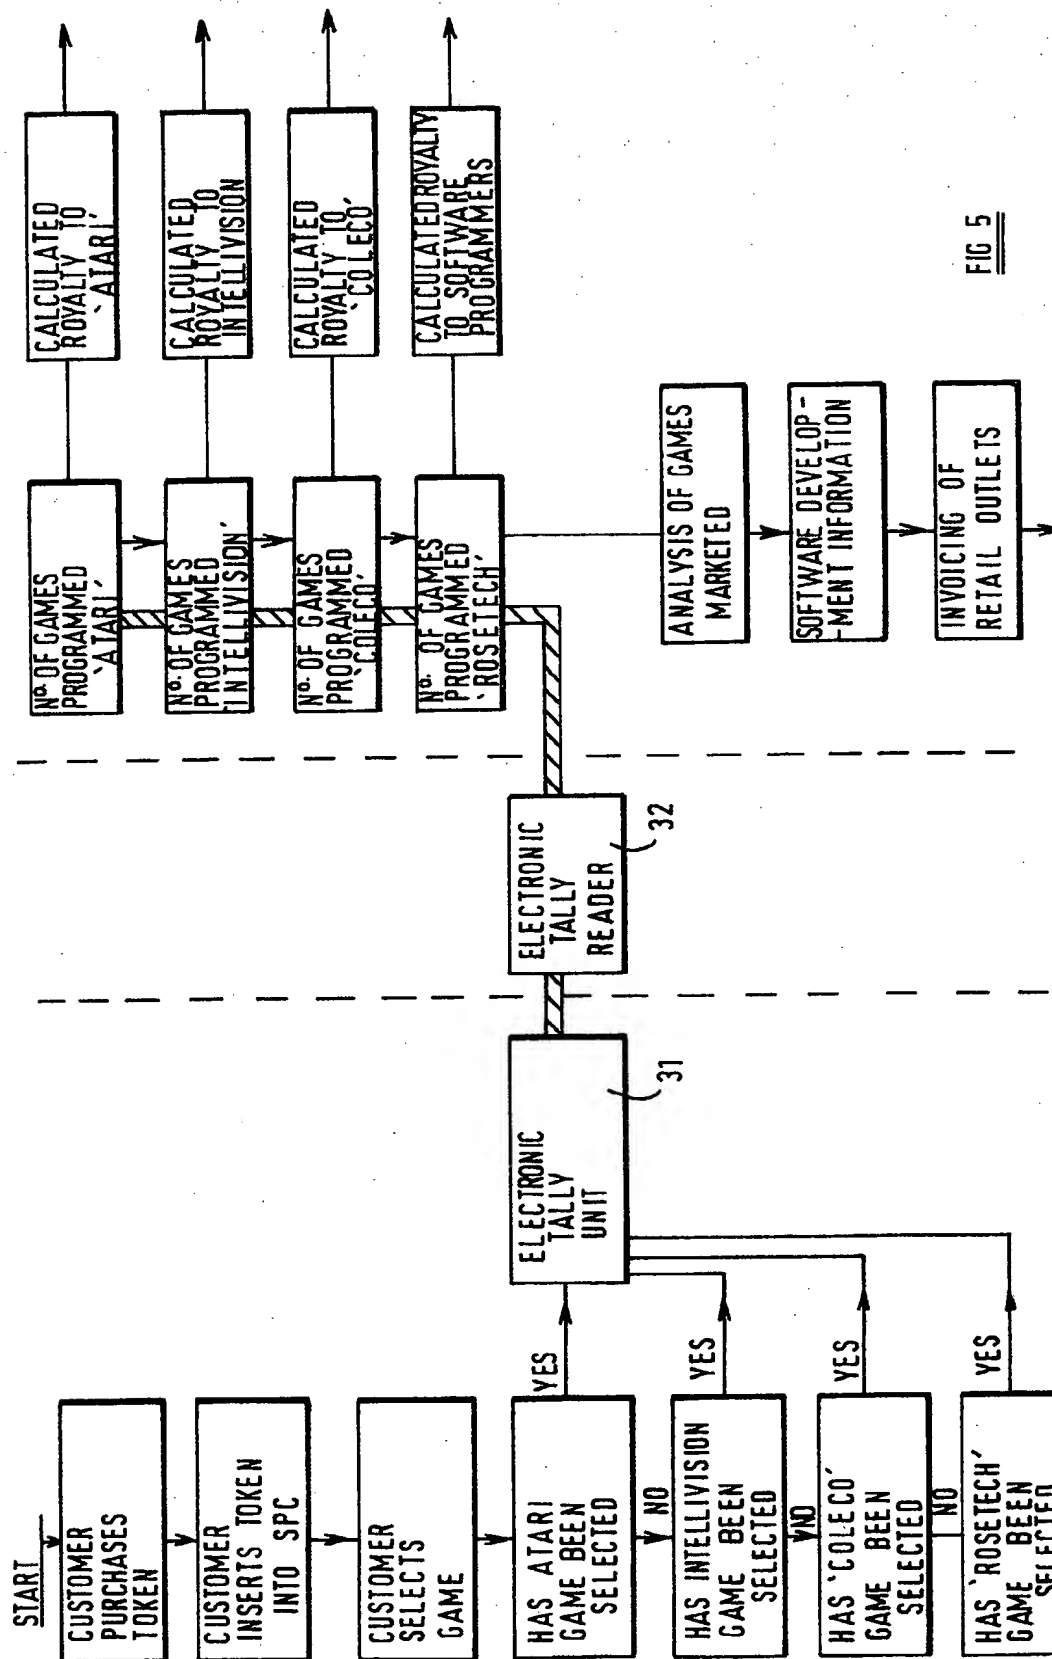 START
CUSTOMER
PURCHASES
TOKEN
CUSTOMER
INSERTS TOKEN
INTO SPC
CUSTOMER
SELECTS
GAME
HAS ATARI
GAME BEEN
SELECTED
YES
NO
HAS INTELLIVISION
GAME BEEN
SELECTED
YES
NO
HAS 'COLECO'
GAME BEEN
SELECTED
YES
NO
HAS 'ROSETECH'
GAME BEEN
SELECTED
YES
ELECTRONIC
TALLY
UNIT
31
ELECTRONIC
TALLY
READER
32
Nº. OF GAMES
PROGRAMMED
'ATARI'
Nº. OF GAMES
PROGRAMMED
'INTELLIVISION'
Nº. OF GAMES
PROGRAMMED
'COLECO'
Nº. OF GAMES
PROGRAMMED
'ROSETECH'
CALCULATED
ROYALTY TO
'ATARI'
CALCULATED
ROYALTY TO
INTELLIVISION
CALCULATED
ROYALTY TO
'COLECO'
CALCULATED ROYALTY
TO SOFTWARE
PROGRAMMERS
ANALYSIS OF GAMES
MARKETED
SOFTWARE DEVELOP-
-MENT INFORMATION
INVOICING OF
RETAIL OUTLETS
FIG 5